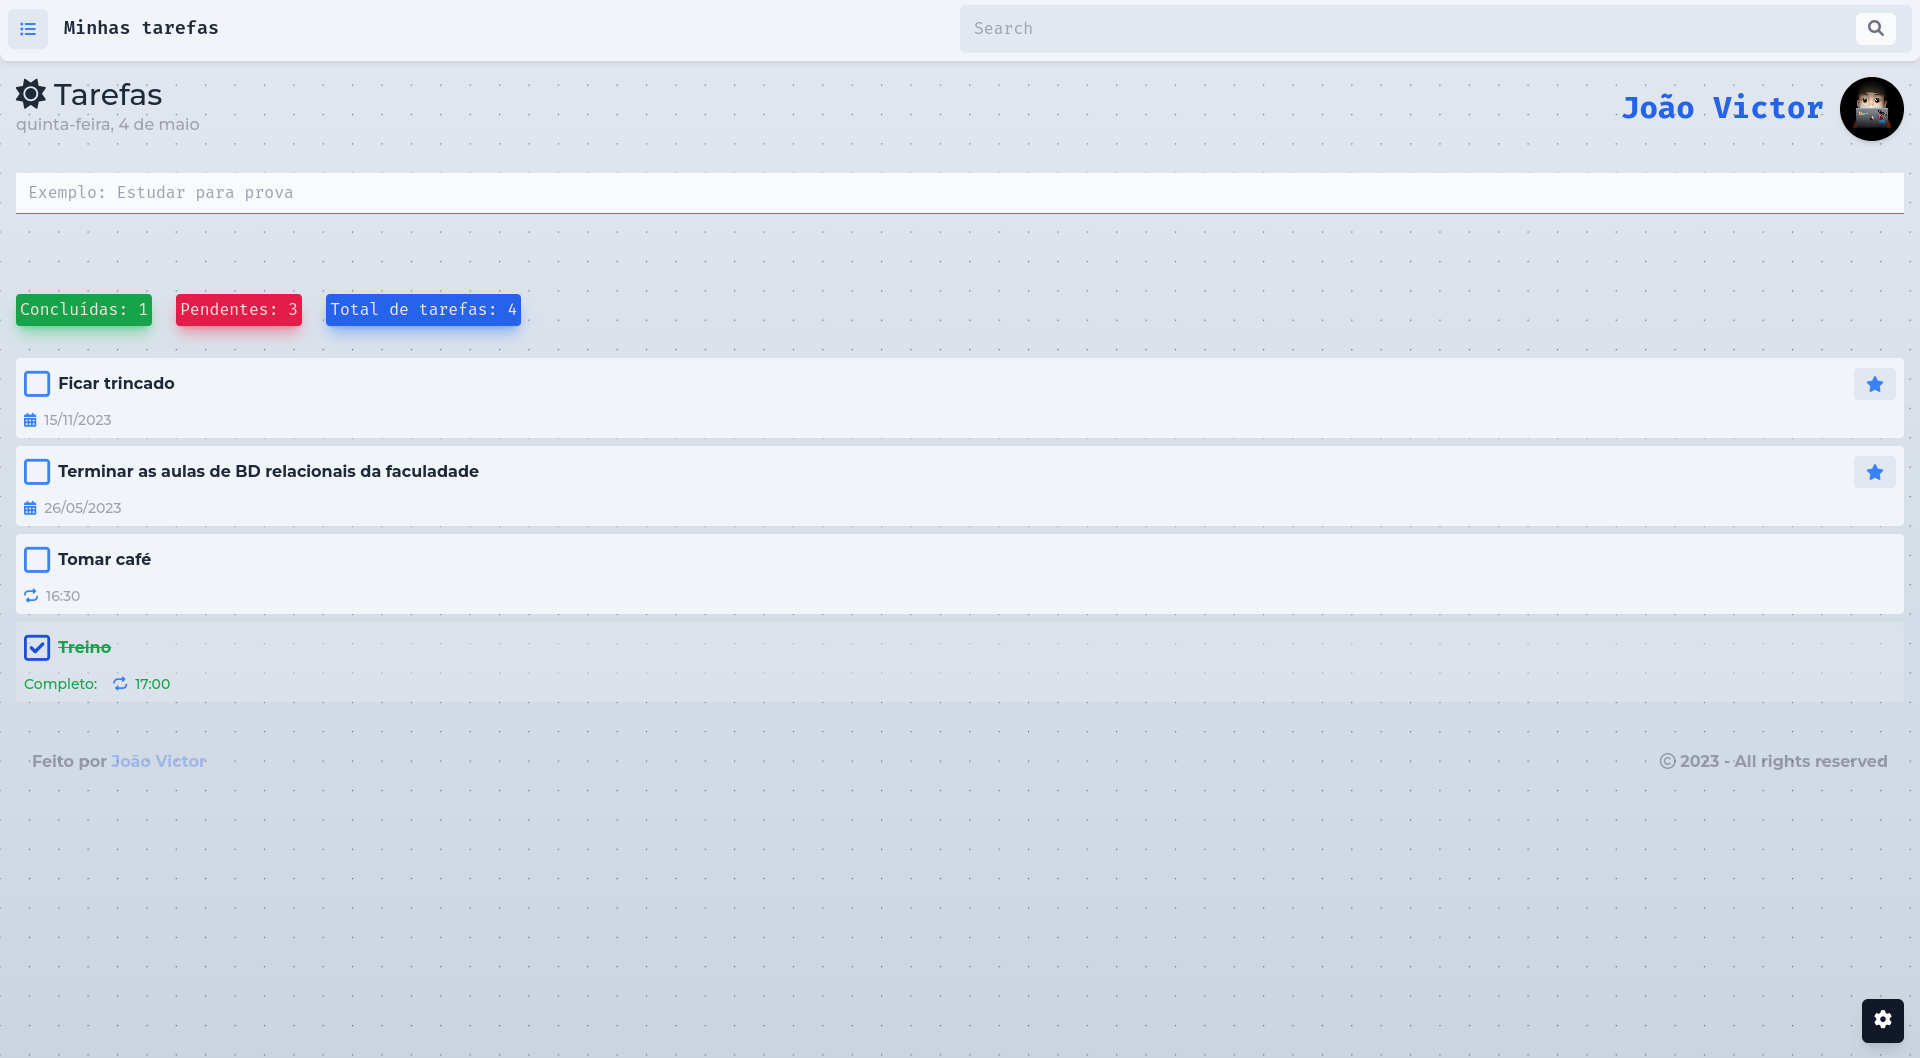 Minhas tarefas
Search
Tarefas
João Victor
quinta-feira, 4 de maio
Exemplo: Estudar para prova
Concluídas: 1 Pendentes: 3 Total de tarefas: 4
Ficar trincado
15/11/2023
Terminar as aulas de BD relacionais da faculadade
26/05/2023
Tomar café
16:30
Treino
Completo: 17:00
Feito por João Victor
© 2023 - All rights reserved